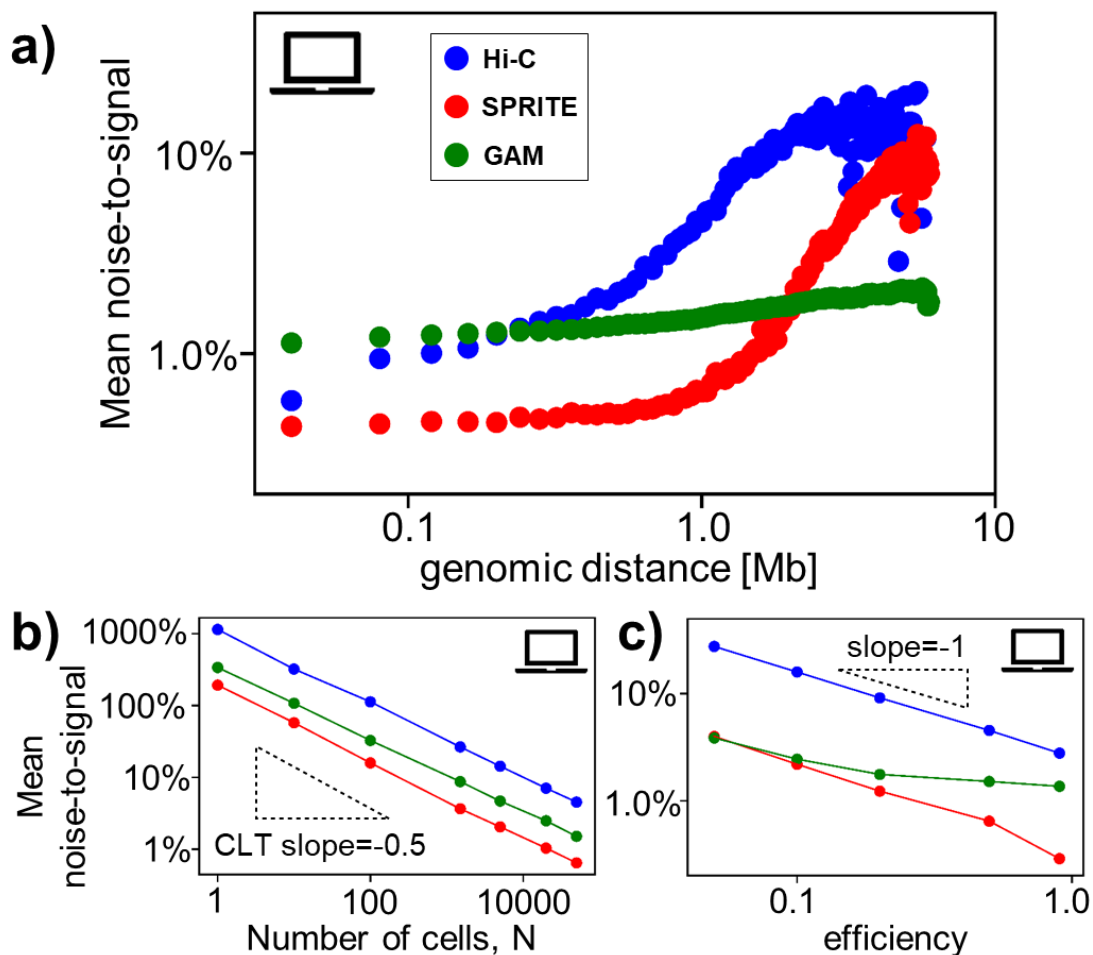 a)
Hi-C
SPRITE
GAM
Mean noise-to-signal
10%
1.0%
0.1
1.0
10
genomic distance [Mb]
b)
Mean
noise-to-signal
1000%
100%
10%
1%
CLT slope=-0.5
1
100
10000
Number of cells, N
c)
slope=-1
10%
1.0%
0.1
1.0
efficiency